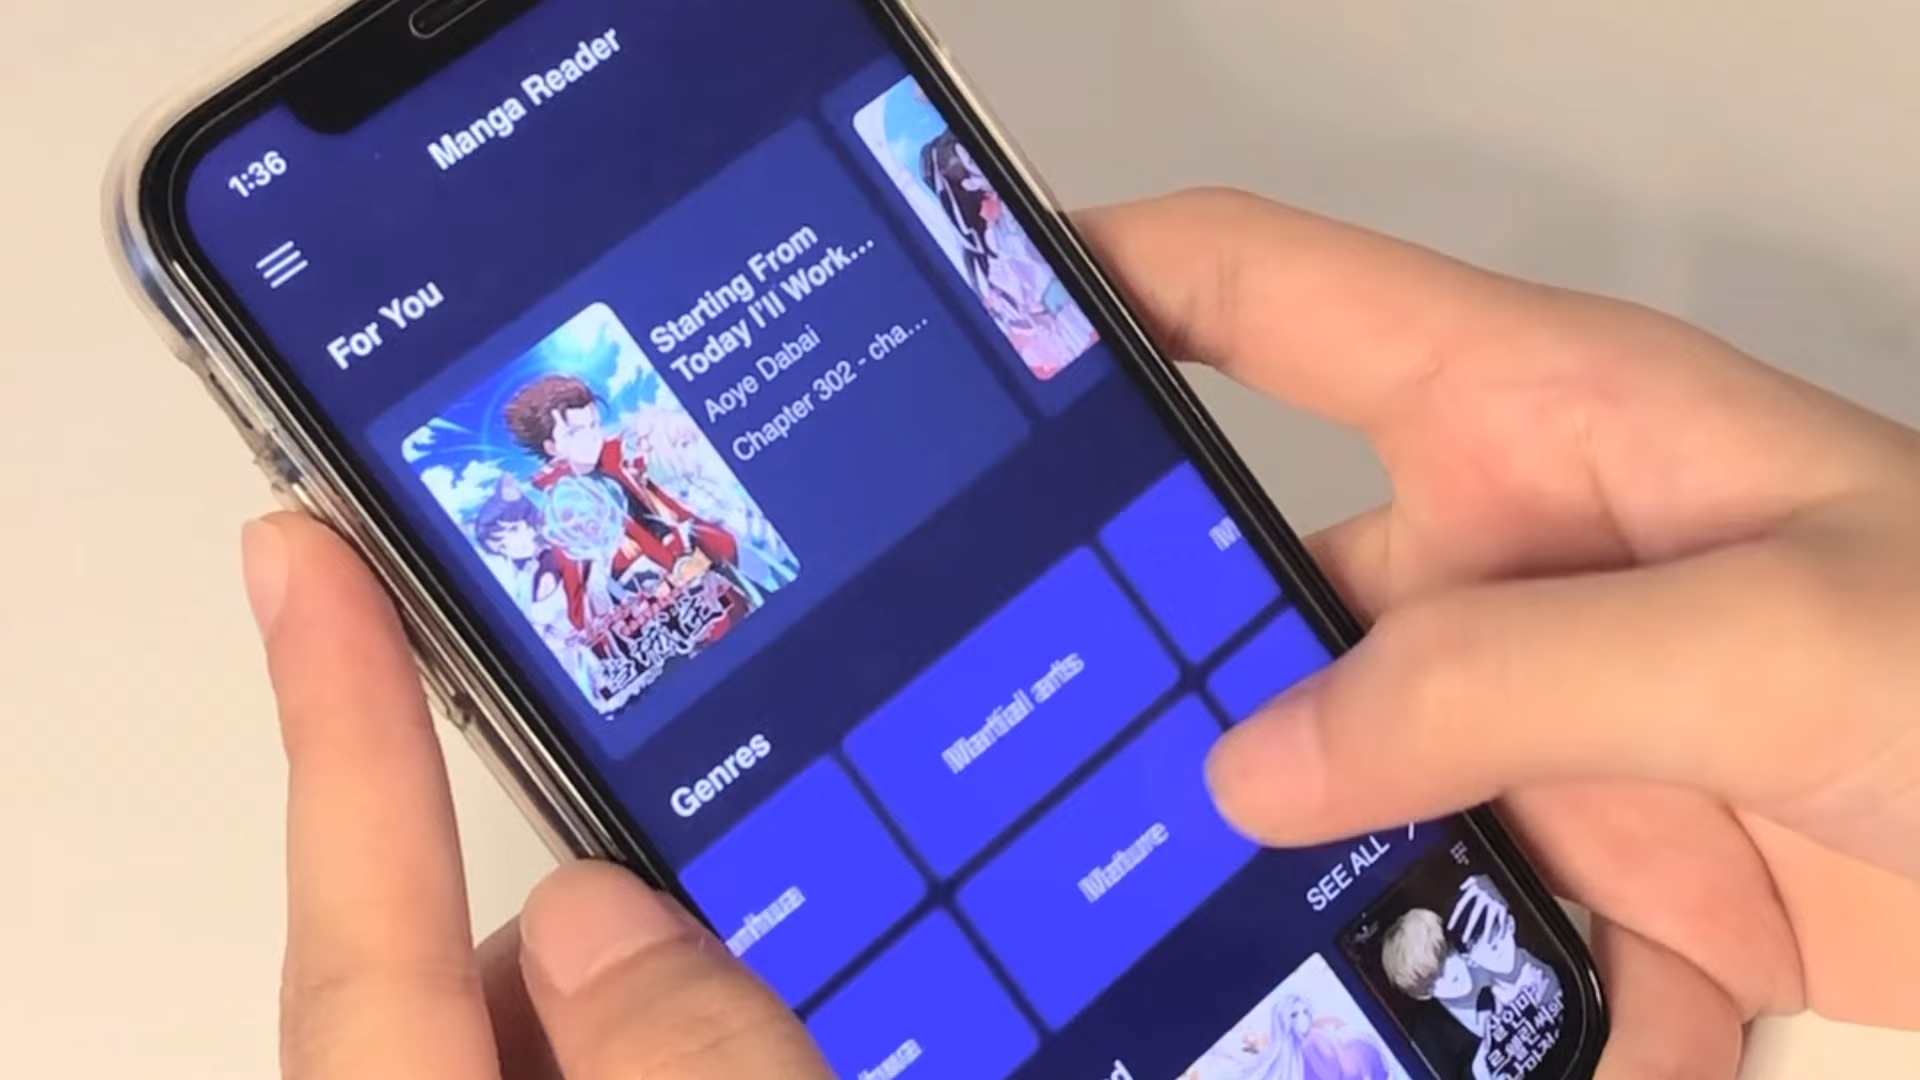 1:36
Manga Reader
For You
Starting From
Today I'll Work...
Aoye Dabai
Chapter 302 - cha...
Genres
Martial arts
Mature
SEE ALL